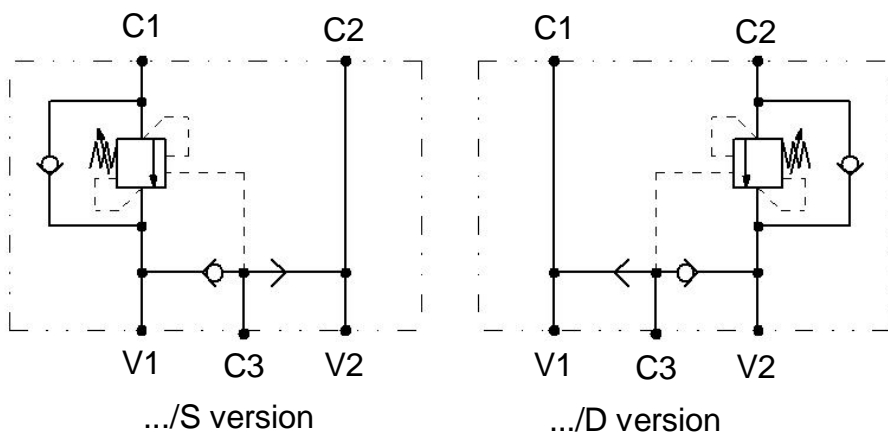 C1 C2 C1 C2
V1 C3 V2 V1 C3 V2
.../S version .../D version